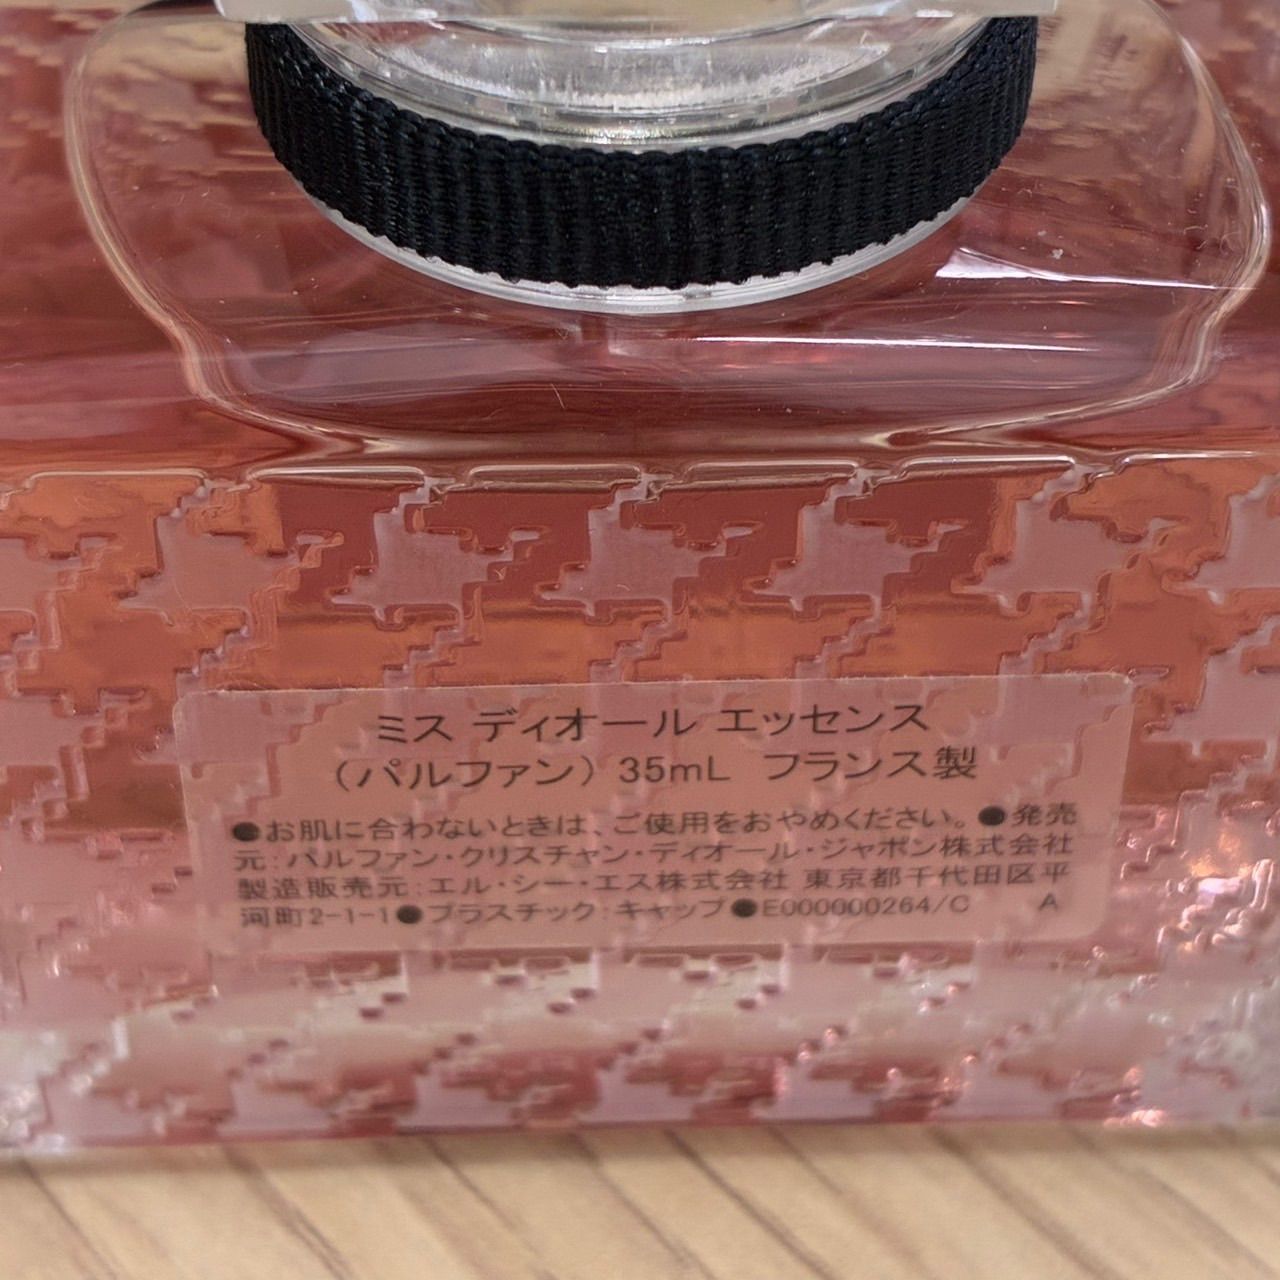 ミス ディオール エッセンス
（パルファン） 35mL フランス製
●お肌に合わないときは、ご使用をおやめください。●発売
元：パルファン・クリスチャン・ディオール・ジャポン株式会社
製造販売元：エル・シー・エス株式会社 東京都千代田区平
河町2-1-1●プラスチック：キャップ●E000000264/C A